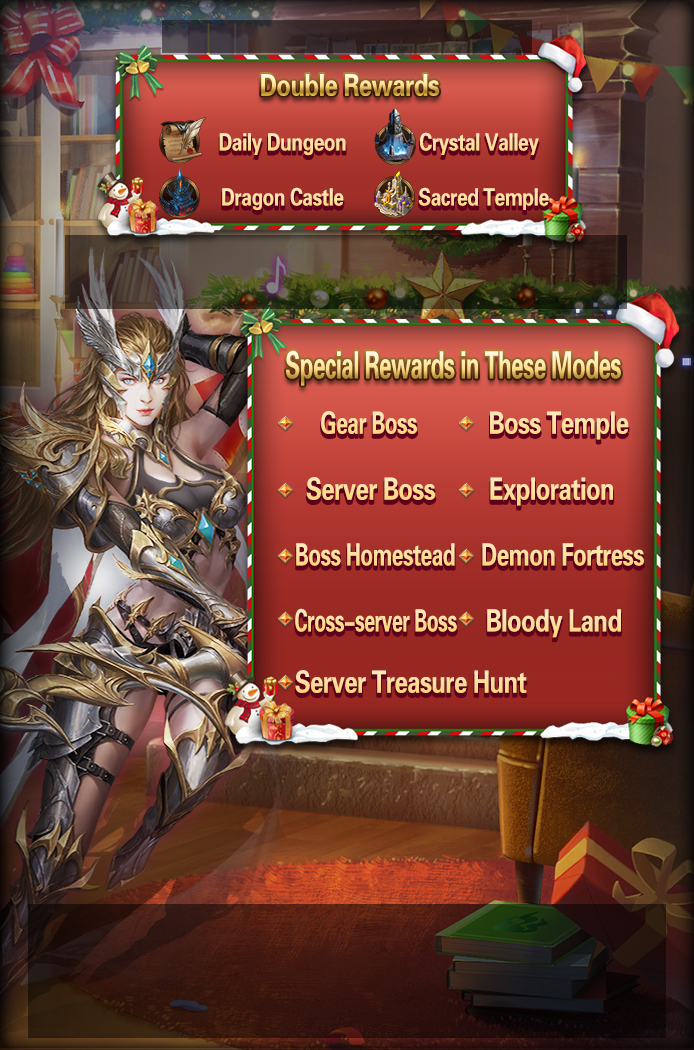 Double Rewards
Daily Dungeon Crystal Valley
Dragon Castle Sacred Temple
Special Rewards in These Modes
Gear Boss Boss Temple
Server Boss Exploration
Boss Homestead Demon Fortress
Cross-server Boss Bloody Land
Server Treasure Hunt